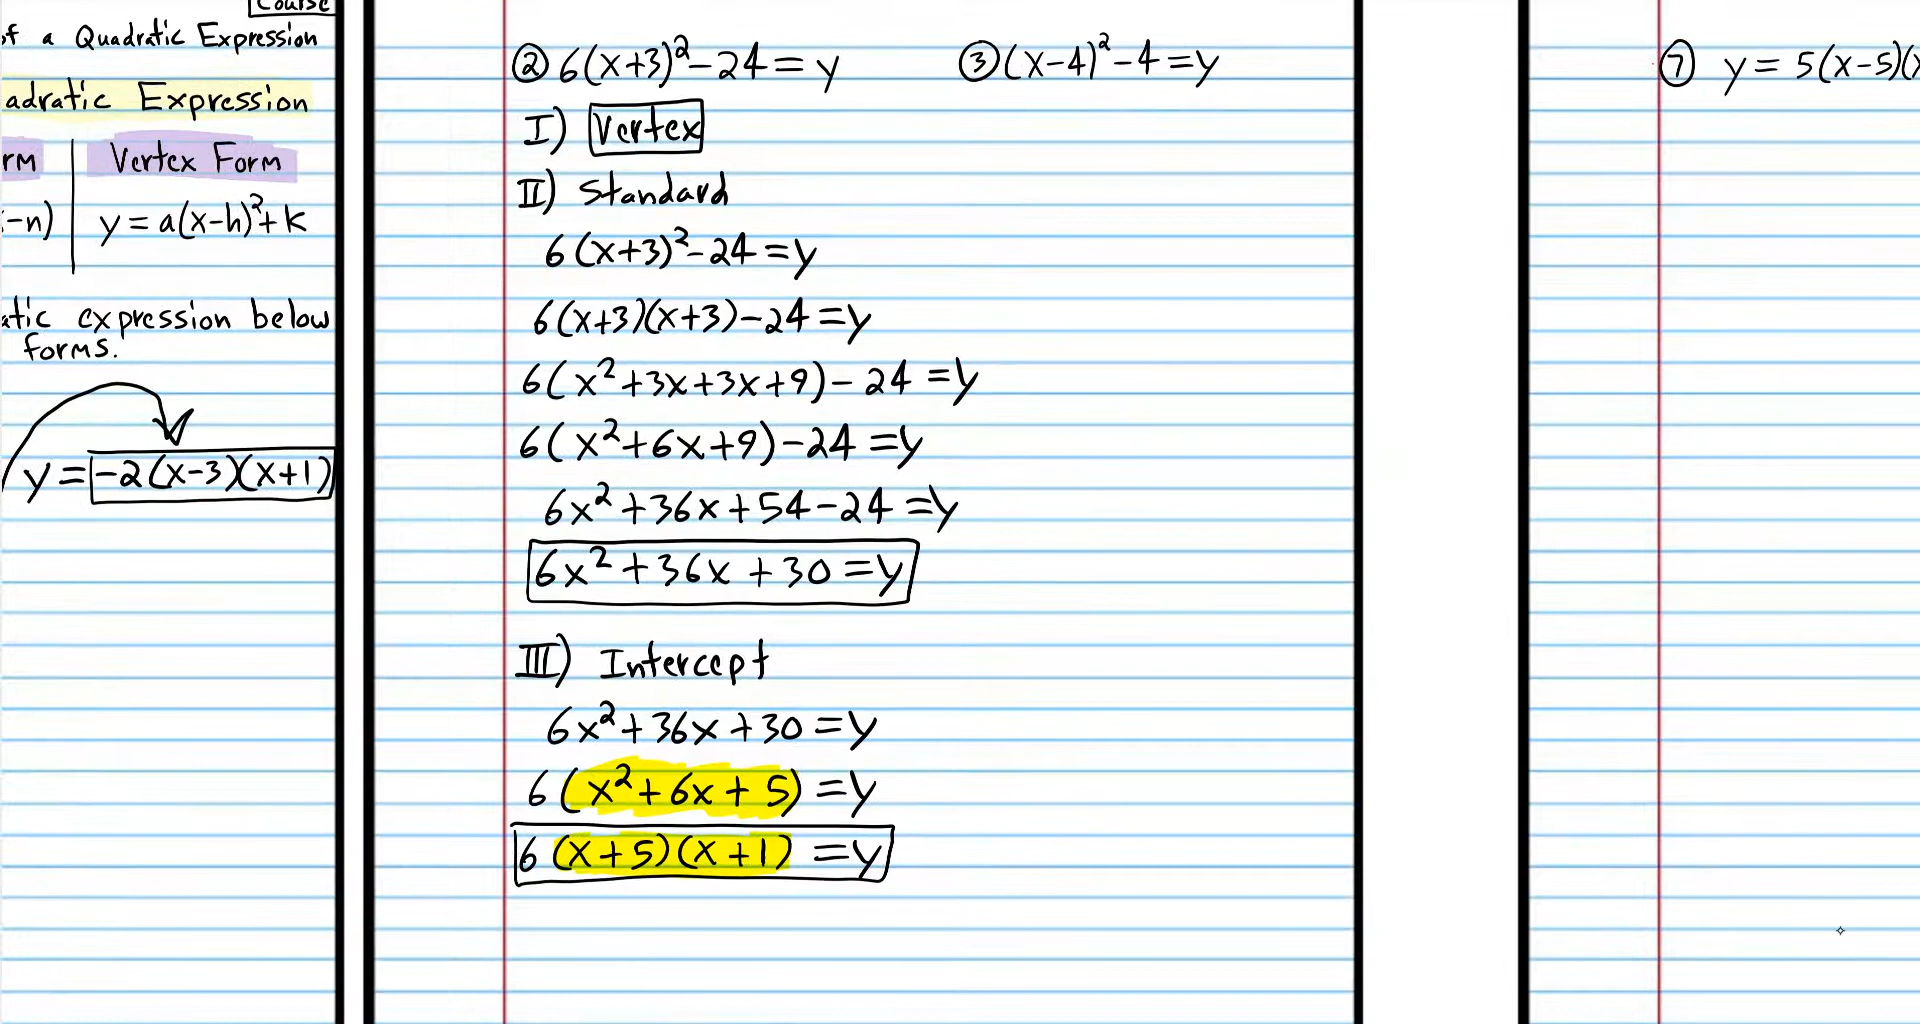 Course
of a Quadratic Expression
adratic Expression
rm Vertex Form
-n) y = a(x-h)²+k
atic expression below
forms.
y = -2(x-3)(x+1)
② 6(x+3)²-24 = y
I) Vertex
II) Standard
6(x+3)²-24 = y
6(x+3)(x+3)-24 = y
6(x²+3x+3x+9)-24 = y
6(x²+6x+9)-24 = y
6x²+36x+54-24 = y
6x²+36x+30 = y
III) Intercept
6x²+36x+30 = y
6(x²+6x+5) = y
6(x+5)(x+1) = y
③ (x-4)²-4 = y
⑦ y = 5(x-5)(x